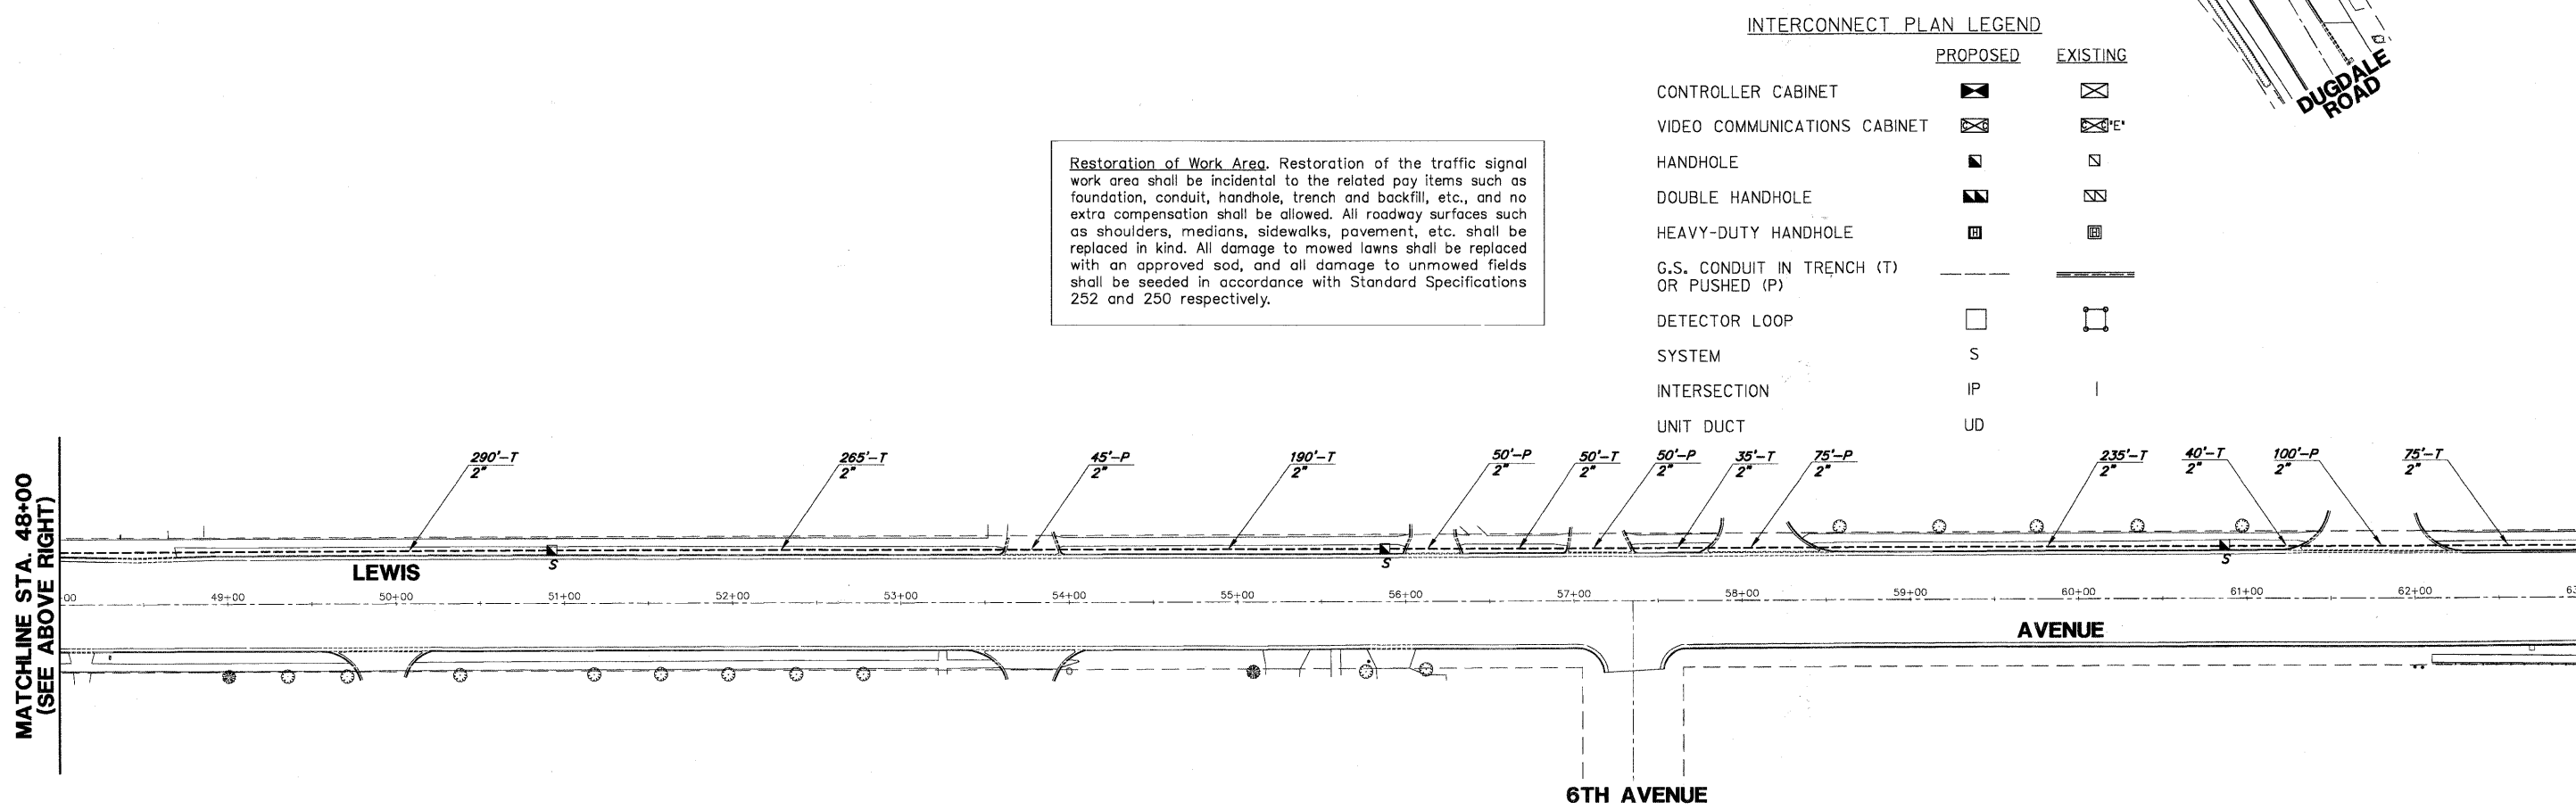 INTERCONNECT PLAN LEGEND
PROPOSED EXISTING
CONTROLLER CABINET
VIDEO COMMUNICATIONS CABINET "E"
HANDHOLE
DOUBLE HANDHOLE
HEAVY-DUTY HANDHOLE H H
G.S. CONDUIT IN TRENCH (T)
OR PUSHED (P)
DETECTOR LOOP
SYSTEM S
INTERSECTION IP I
UNIT DUCT UD
DUGDALE
ROAD
Restoration of Work Area. Restoration of the traffic signal
work area shall be incidental to the related pay items such as
foundation, conduit, handhole, trench and backfill, etc., and no
extra compensation shall be allowed. All roadway surfaces such
as shoulders, medians, sidewalks, pavement, etc. shall be
replaced in kind. All damage to mowed lawns shall be replaced
with an approved sod, and all damage to unmowed fields
shall be seeded in accordance with Standard Specifications
252 and 250 respectively.
MATCHLINE STA. 48+00
(SEE ABOVE RIGHT)
290'-T
2"
265'-T
2"
45'-P
2"
190'-T
2"
50'-P
2"
50'-T
2"
50'-P
2"
35'-T
2"
75'-P
2"
235'-T
2"
40'-T
2"
100'-P
2"
75'-T
2"
S S S
LEWIS
00 49+00 50+00 51+00 52+00 53+00 54+00 55+00 56+00 57+00 58+00 59+00 60+00 61+00 62+00 63
AVENUE
6TH AVENUE